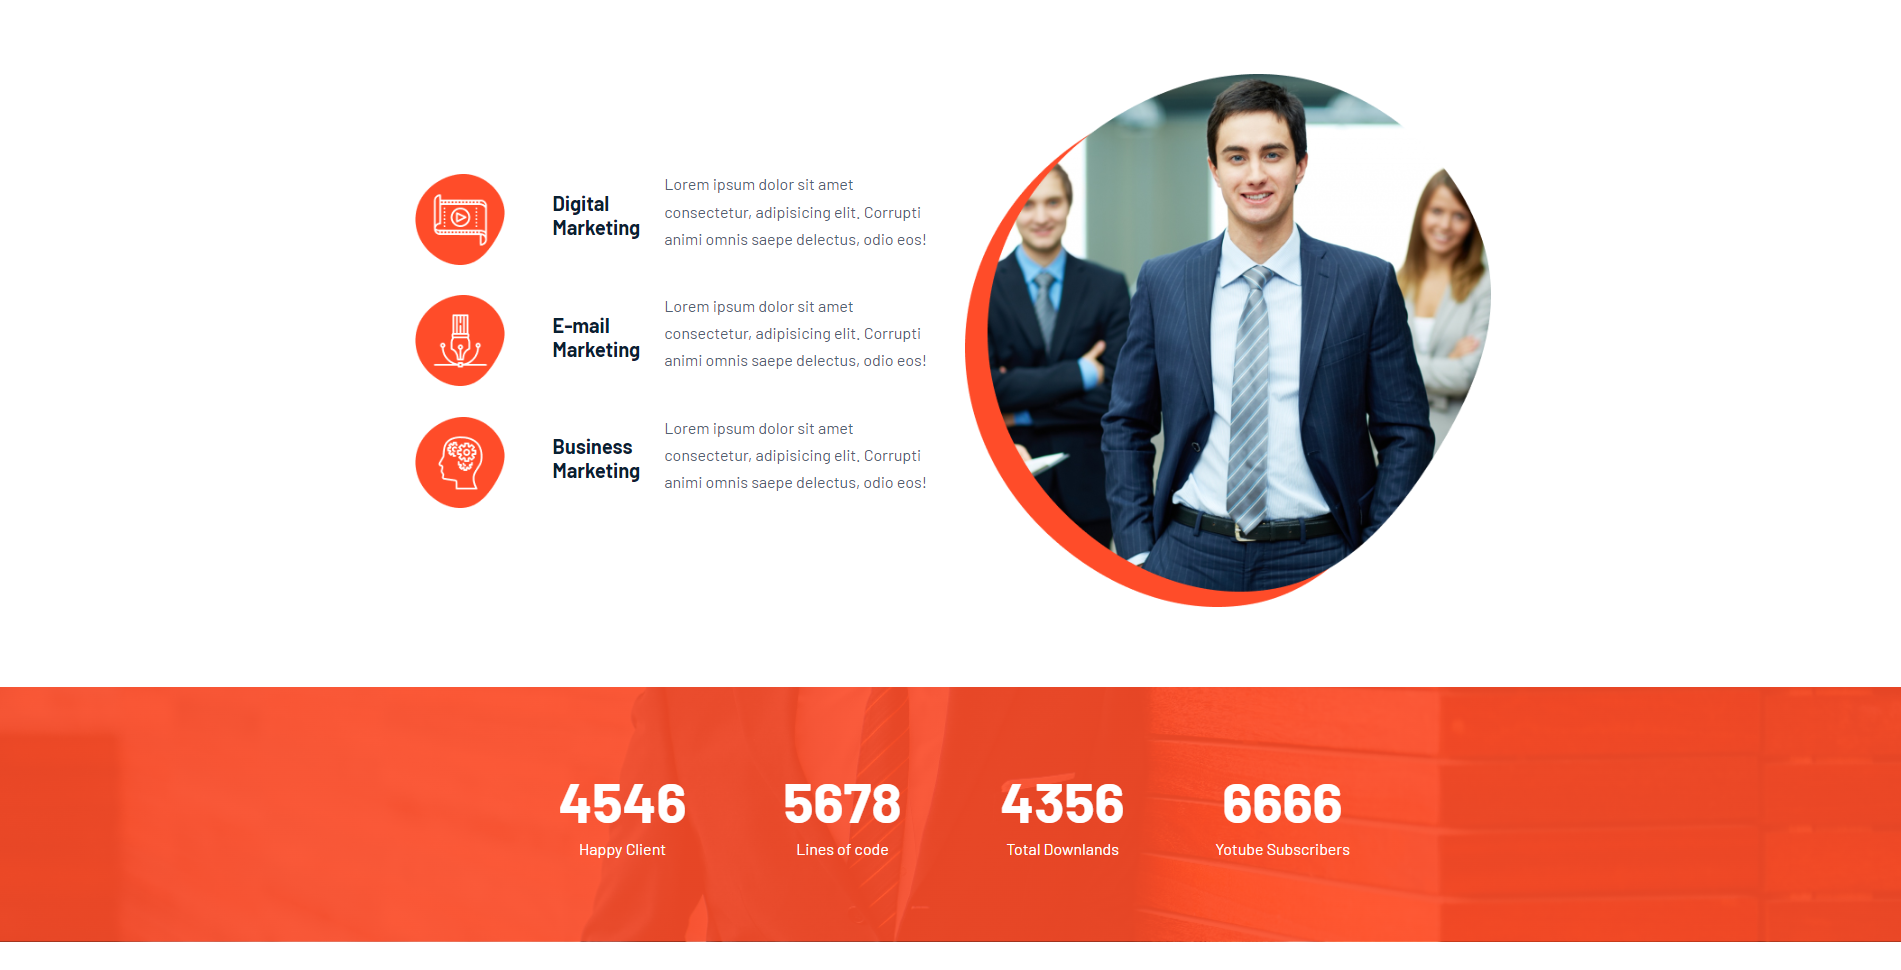 Digital
Marketing
Lorem ipsum dolor sit amet
consectetur, adipisicing elit. Corrupti
animi omnis saepe delectus, odio eos!
E-mail
Marketing
Lorem ipsum dolor sit amet
consectetur, adipisicing elit. Corrupti
animi omnis saepe delectus, odio eos!
Business
Marketing
Lorem ipsum dolor sit amet
consectetur, adipisicing elit. Corrupti
animi omnis saepe delectus, odio eos!
4546
Happy Client
5678
Lines of code
4356
Total Downlands
6666
Yotube Subscribers